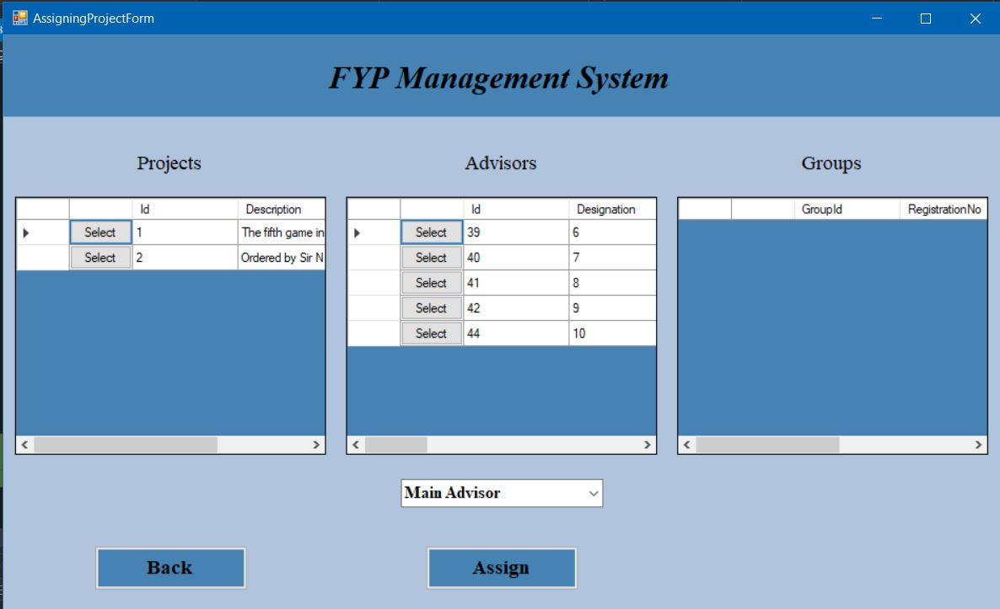 AssigningProjectForm
FYP Management System
Projects
Id Description
Select 1 The fifth game in
Select 2 Ordered by Sir N
Advisors
Id Designation
Select 39 6
Select 40 7
Select 41 8
Select 42 9
Select 44 10
Groups
GroupId RegistrationNo
Main Advisor
Back
Assign